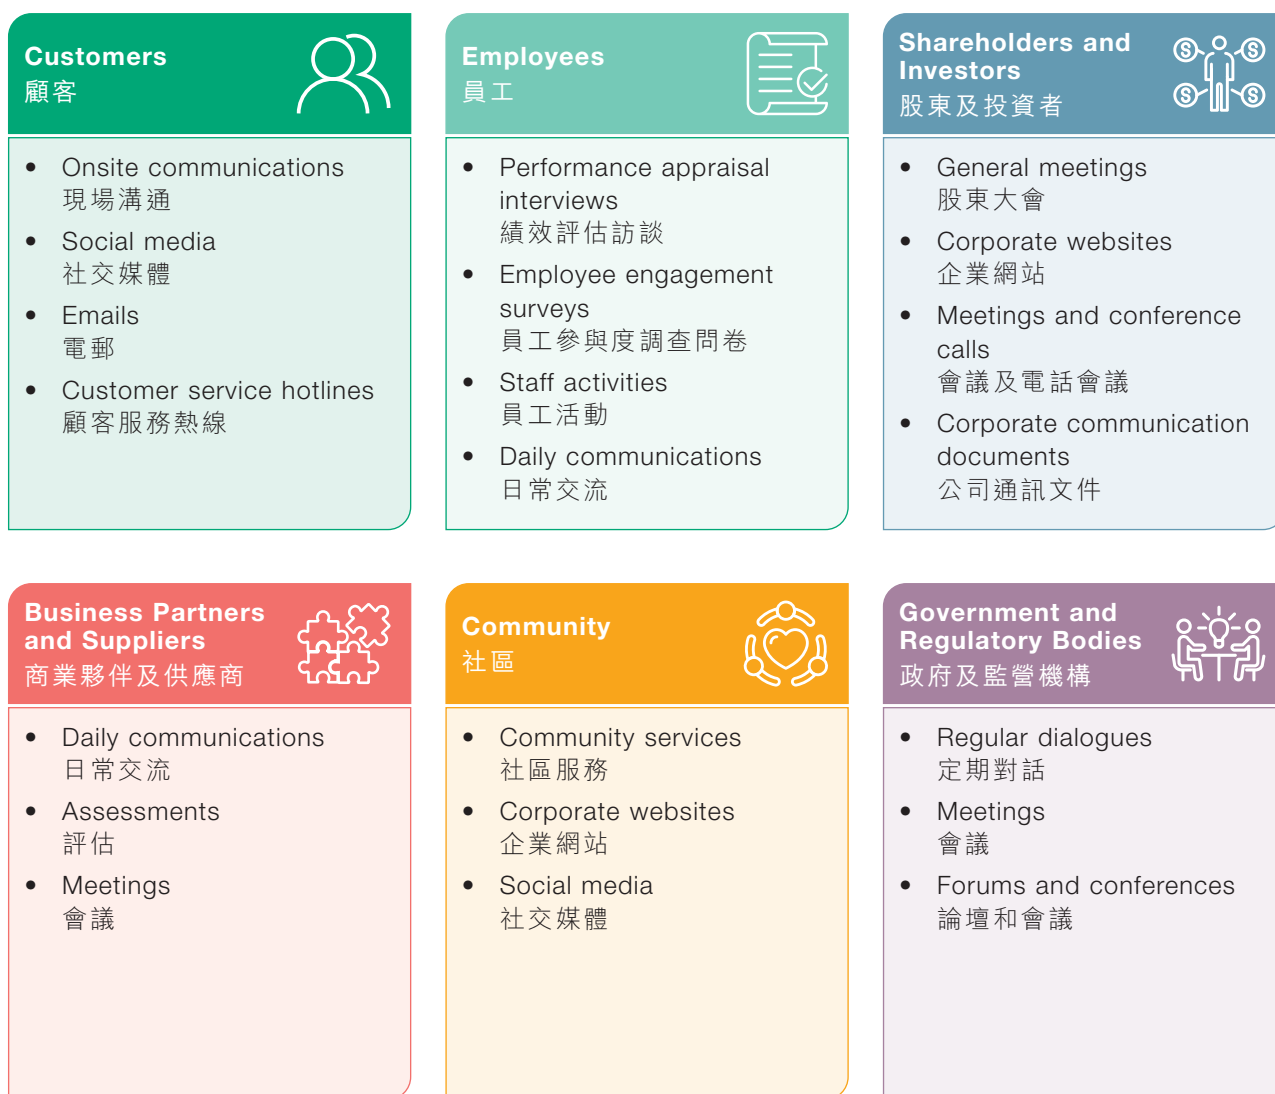 Customers
顧客
• Onsite communications
現場溝通
• Social media
社交媒體
• Emails
電郵
• Customer service hotlines
顧客服務熱線
Employees
員工
• Performance appraisal
interviews
績效評估訪談
• Employee engagement
surveys
員工參與度調查問卷
• Staff activities
員工活動
• Daily communications
日常交流
Shareholders and
Investors
股東及投資者
• General meetings
股東大會
• Corporate websites
企業網站
• Meetings and conference
calls
會議及電話會議
• Corporate communication
documents
公司通訊文件
Business Partners
and Suppliers
商業夥伴及供應商
• Daily communications
日常交流
• Assessments
評估
• Meetings
會議
Community
社區
• Community services
社區服務
• Corporate websites
企業網站
• Social media
社交媒體
Government and
Regulatory Bodies
政府及監營機構
• Regular dialogues
定期對話
• Meetings
會議
• Forums and conferences
論壇和會議